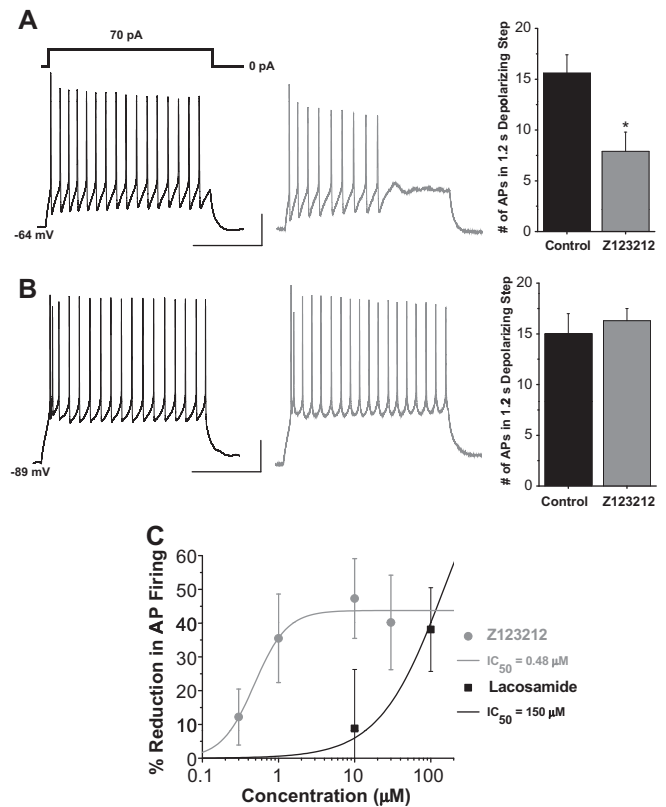 A
70 pA
0 pA
-64 mV
# of APs in 1.2 s Depolarizing Step
20
15
10
5
0
*
Control Z123212
B
-89 mV
# of APs in 1.2 s Depolarizing Step
20
15
10
5
0
Control Z123212
C
% Reduction in AP Firing
60
50
40
30
20
10
0
0.1 1 10 100
Concentration (μM)
Z123212
IC50 = 0.48 μM
Lacosamide
IC50 = 150 μM